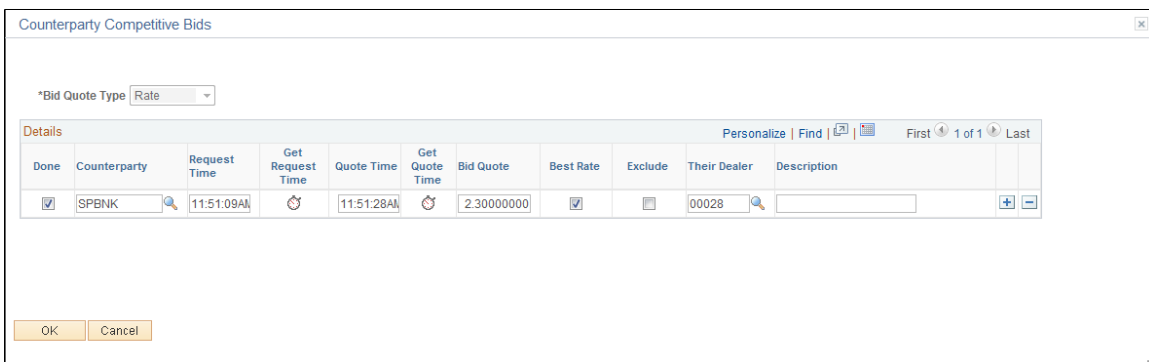 Counterparty Competitive Bids
*Bid Quote Type Rate
Details Personalize | Find | | First 1 of 1 Last
Done Counterparty Request Time Get Request Time Quote Time Get Quote Time Bid Quote Best Rate Exclude Their Dealer Description
SPBNK 11:51:09AM 11:51:28AM 2.30000000 00028
OK Cancel